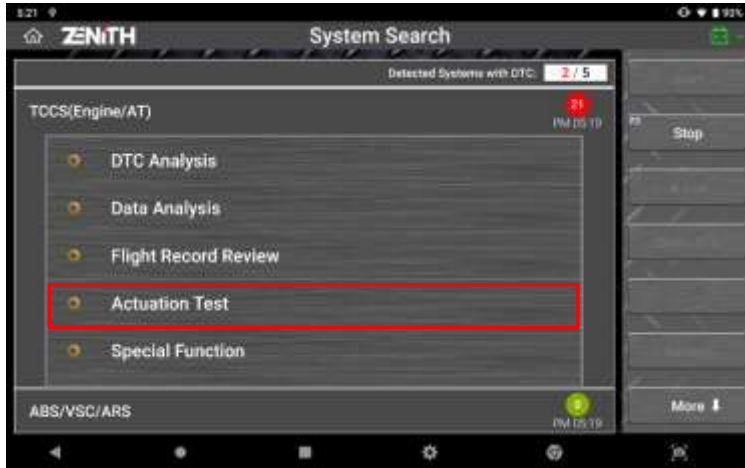 ZENITH
System Search
Detected Systems with DTC: 2 / 5
TCCS(Engine/AT)
21
PM 05:19
DTC Analysis
Data Analysis
Flight Record Review
Actuation Test
Special Function
ABS/VSC/ARS
PM 05:19
Stop
More